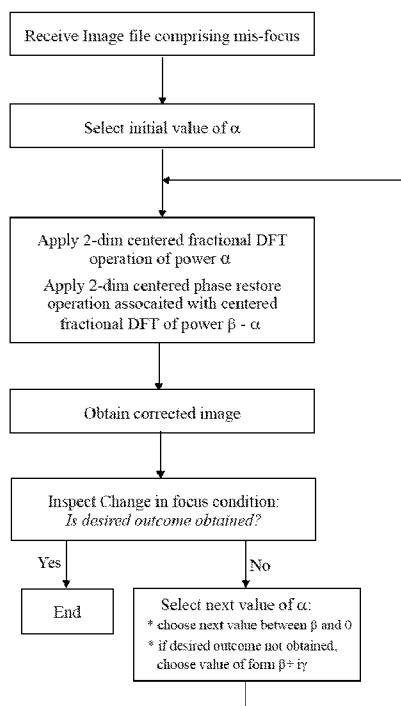 Receive Image file comprising mis-focus
Select initial value of α
Apply 2-dim centered fractional DFT
operation of power α
Apply 2-dim centered phase restore
operation assocaited with centered
fractional DFT of power β - α
Obtain corrected image
Inspect Change in focus condition:
Is desired outcome obtained?
Yes
No
End
Select next value of α:
* choose next value between β and 0
* if desired outcome not obtained,
choose value of form β+ iγ